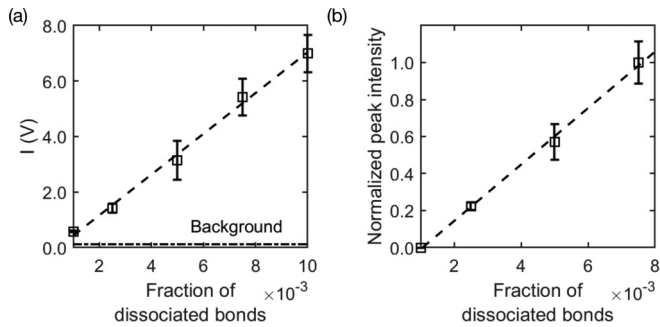 (a)
8.0
6.0
4.0
2.0
0.0
I (V)
Background
2 4 6 8 10
Fraction of ×10-3
dissociated bonds
(b)
1.0
0.8
0.6
0.4
0.2
0.0
Normalized peak intensity
2 4 6 8
Fraction of ×10-3
dissociated bonds